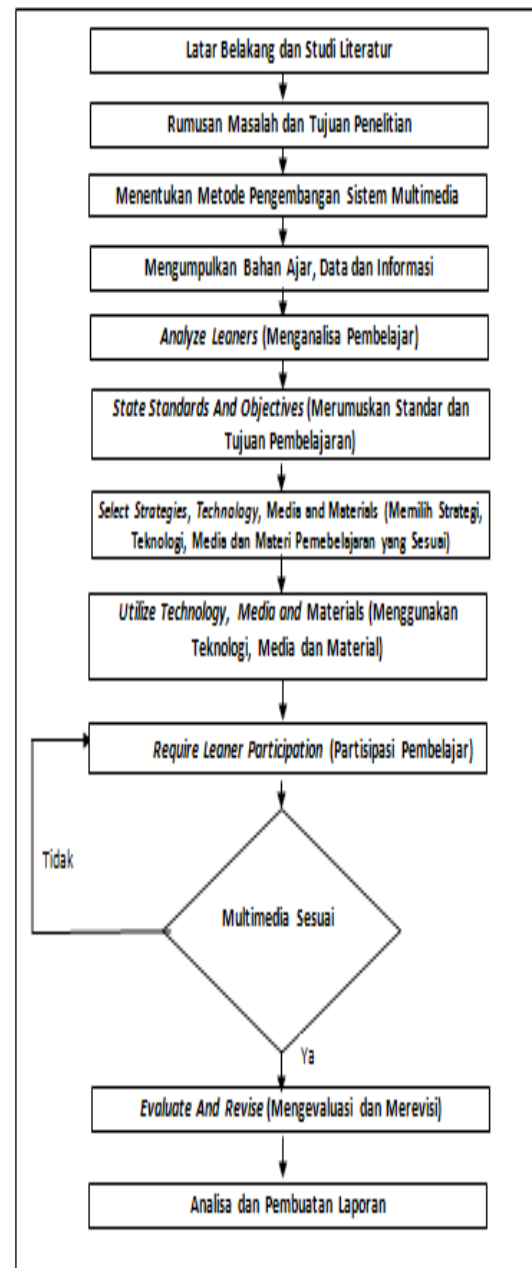 Latar Belakang dan Studi Literatur
Rumusan Masalah dan Tujuan Penelitian
Menentukan Metode Pengembangan Sistem Multimedia
Mengumpulkan Bahan Ajar, Data dan Informasi
Analyze Leaners (Menganalisa Pembelajar)
State Standards And Objectives (Merumuskan Standar dan
Tujuan Pembelajaran)
Select Strategies, Technology, Media and Materials (Memilih Strategi,
Teknologi, Media dan Materi Pemebelajaran yang Sesuai)
Utilize Technology, Media and Materials (Menggunakan
Teknologi, Media dan Material)
Require Leaner Participation (Partisipasi Pembelajar)
Tidak
Multimedia Sesuai
Ya
Evaluate And Revise (Mengevaluasi dan Merevisi)
Analisa dan Pembuatan Laporan